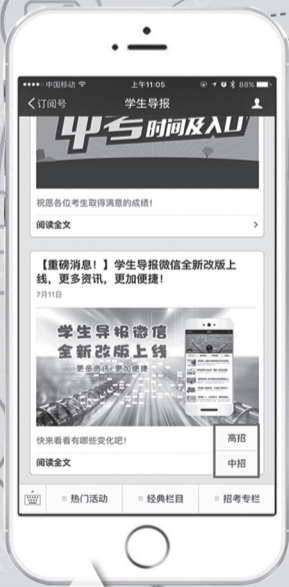 中国移动 上午11:05 88%
订阅号 学生导报
中考时间及入口
祝愿各位考生取得满意的成绩!
阅读全文
【重磅消息!】学生导报微信全新改版上
线,更多资讯,更加便捷!
7月11日
学生导报微信
全新改版上线
更多资讯 更加便捷
快来看看有哪些变化吧!
阅读全文
高招
中招
热门活动 经典栏目 招考专栏